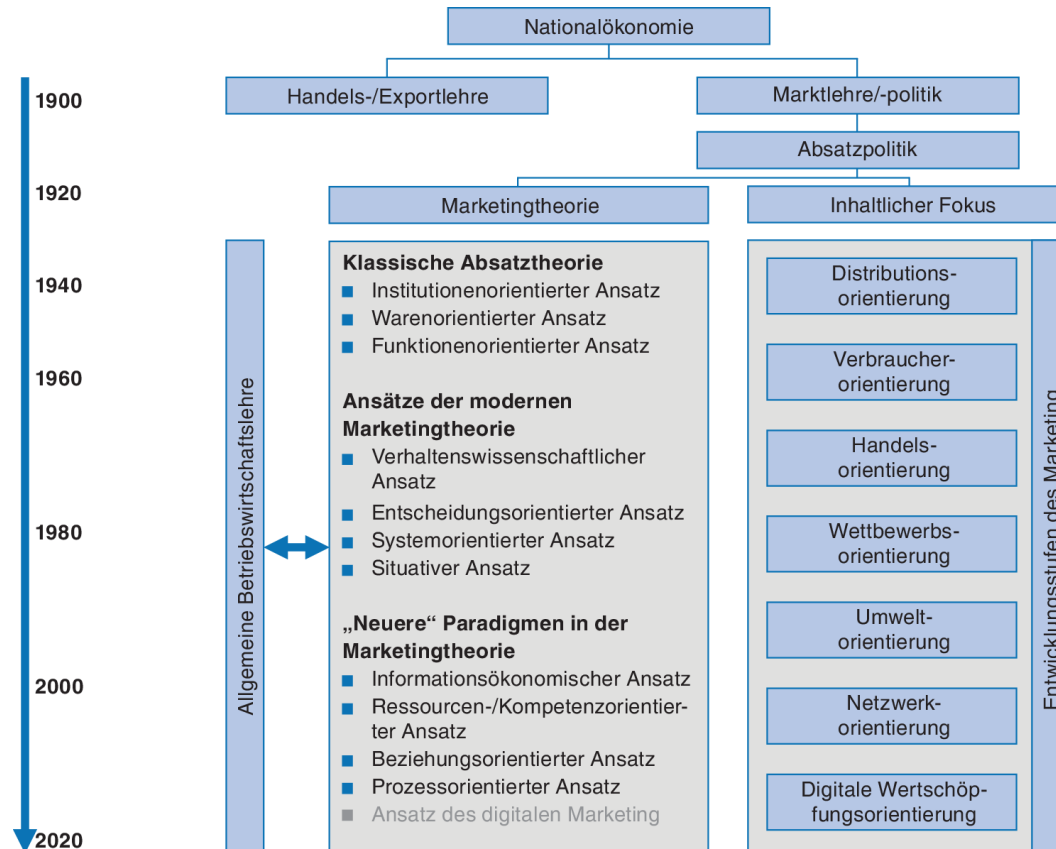 Nationalökonomie
1900
Handels-/Exportlehre
Marktlehre/-politik
Absatzpolitik
1920
Marketingtheorie
Inhaltlicher Fokus
Allgemeine Betriebswirtschaftslehre
Klassische Absatztheorie
Institutionenorientierter Ansatz
Warenorientierter Ansatz
Funktionenorientierter Ansatz
Ansätze der modernen
Marketingtheorie
Verhaltenswissenschaftlicher
Ansatz
Entscheidungsorientierter Ansatz
Systemorientierter Ansatz
Situativer Ansatz
„Neuere“ Paradigmen in der
Marketingtheorie
Informationsökonomischer Ansatz
Ressourcen-/Kompetenzorientier-
ter Ansatz
Beziehungsorientierter Ansatz
Prozessorientierter Ansatz
Ansatz des digitalen Marketing
Distributions-
orientierung
Verbraucher-
orientierung
Handels-
orientierung
Wettbewerbs-
orientierung
Umwelt-
orientierung
Netzwerk-
orientierung
Digitale Wertschöp-
fungsorientierung
Entwicklungsstufen des Marketing
1940
1960
1980
2000
2020